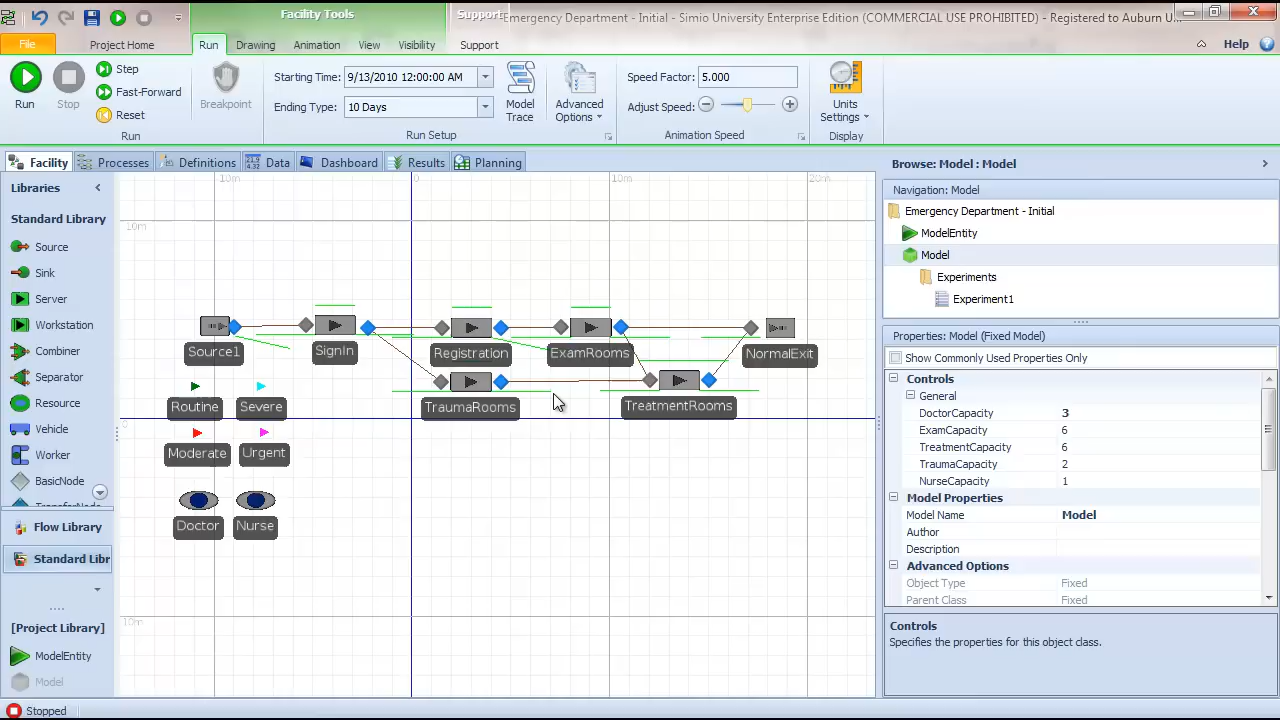 Facility Tools
Support
Emergency Department - Initial - Simio University Enterprise Edition (COMMERCIAL USE PROHIBITED) - Registered to Auburn U...
File
Project Home
Run
Drawing
Animation
View
Visibility
Support
Help
Run
Stop
Step
Fast-Forward
Reset
Run
Breakpoint
Starting Time: 9/13/2010 12:00:00 AM
Ending Type: 10 Days
Model Trace
Advanced Options
Run Setup
Speed Factor: 5.000
Adjust Speed:
Animation Speed
Units Settings
Display
Facility
Processes
Definitions
Data
Dashboard
Results
Planning
Libraries
Standard Library
Source
Sink
Server
Workstation
Combiner
Separator
Resource
Vehicle
Worker
BasicNode
TransferNode
Flow Library
Standard Libr
[Project Library]
ModelEntity
Model
10m
0
10m
20m
10m
0
10m
Source1
SignIn
Registration
ExamRooms
NormalExit
TraumaRooms
TreatmentRooms
Routine
Severe
Moderate
Urgent
Doctor
Nurse
Browse: Model : Model
Navigation: Model
Emergency Department - Initial
ModelEntity
Model
Experiments
Experiment1
Properties: Model (Fixed Model)
Show Commonly Used Properties Only
Controls
General
DoctorCapacity 3
ExamCapacity 6
TreatmentCapacity 6
TraumaCapacity 2
NurseCapacity 1
Model Properties
Model Name Model
Author
Description
Advanced Options
Object Type Fixed
Parent Class Fixed
Controls
Specifies the properties for this object class.
Stopped